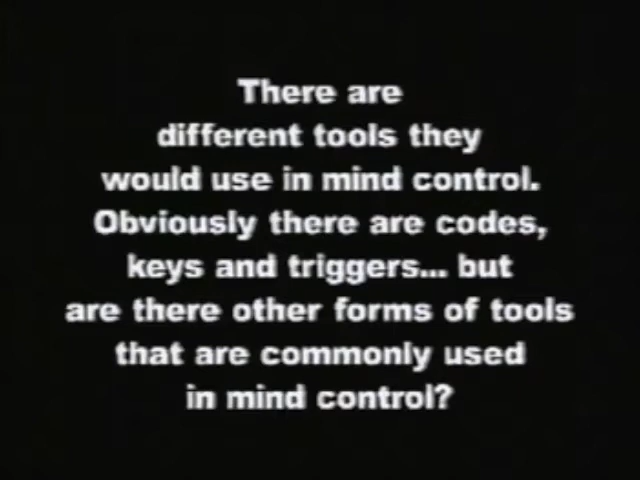 There are
different tools they
would use in mind control.
Obviously there are codes,
keys and triggers... but
are there other forms of tools
that are commonly used
in mind control?